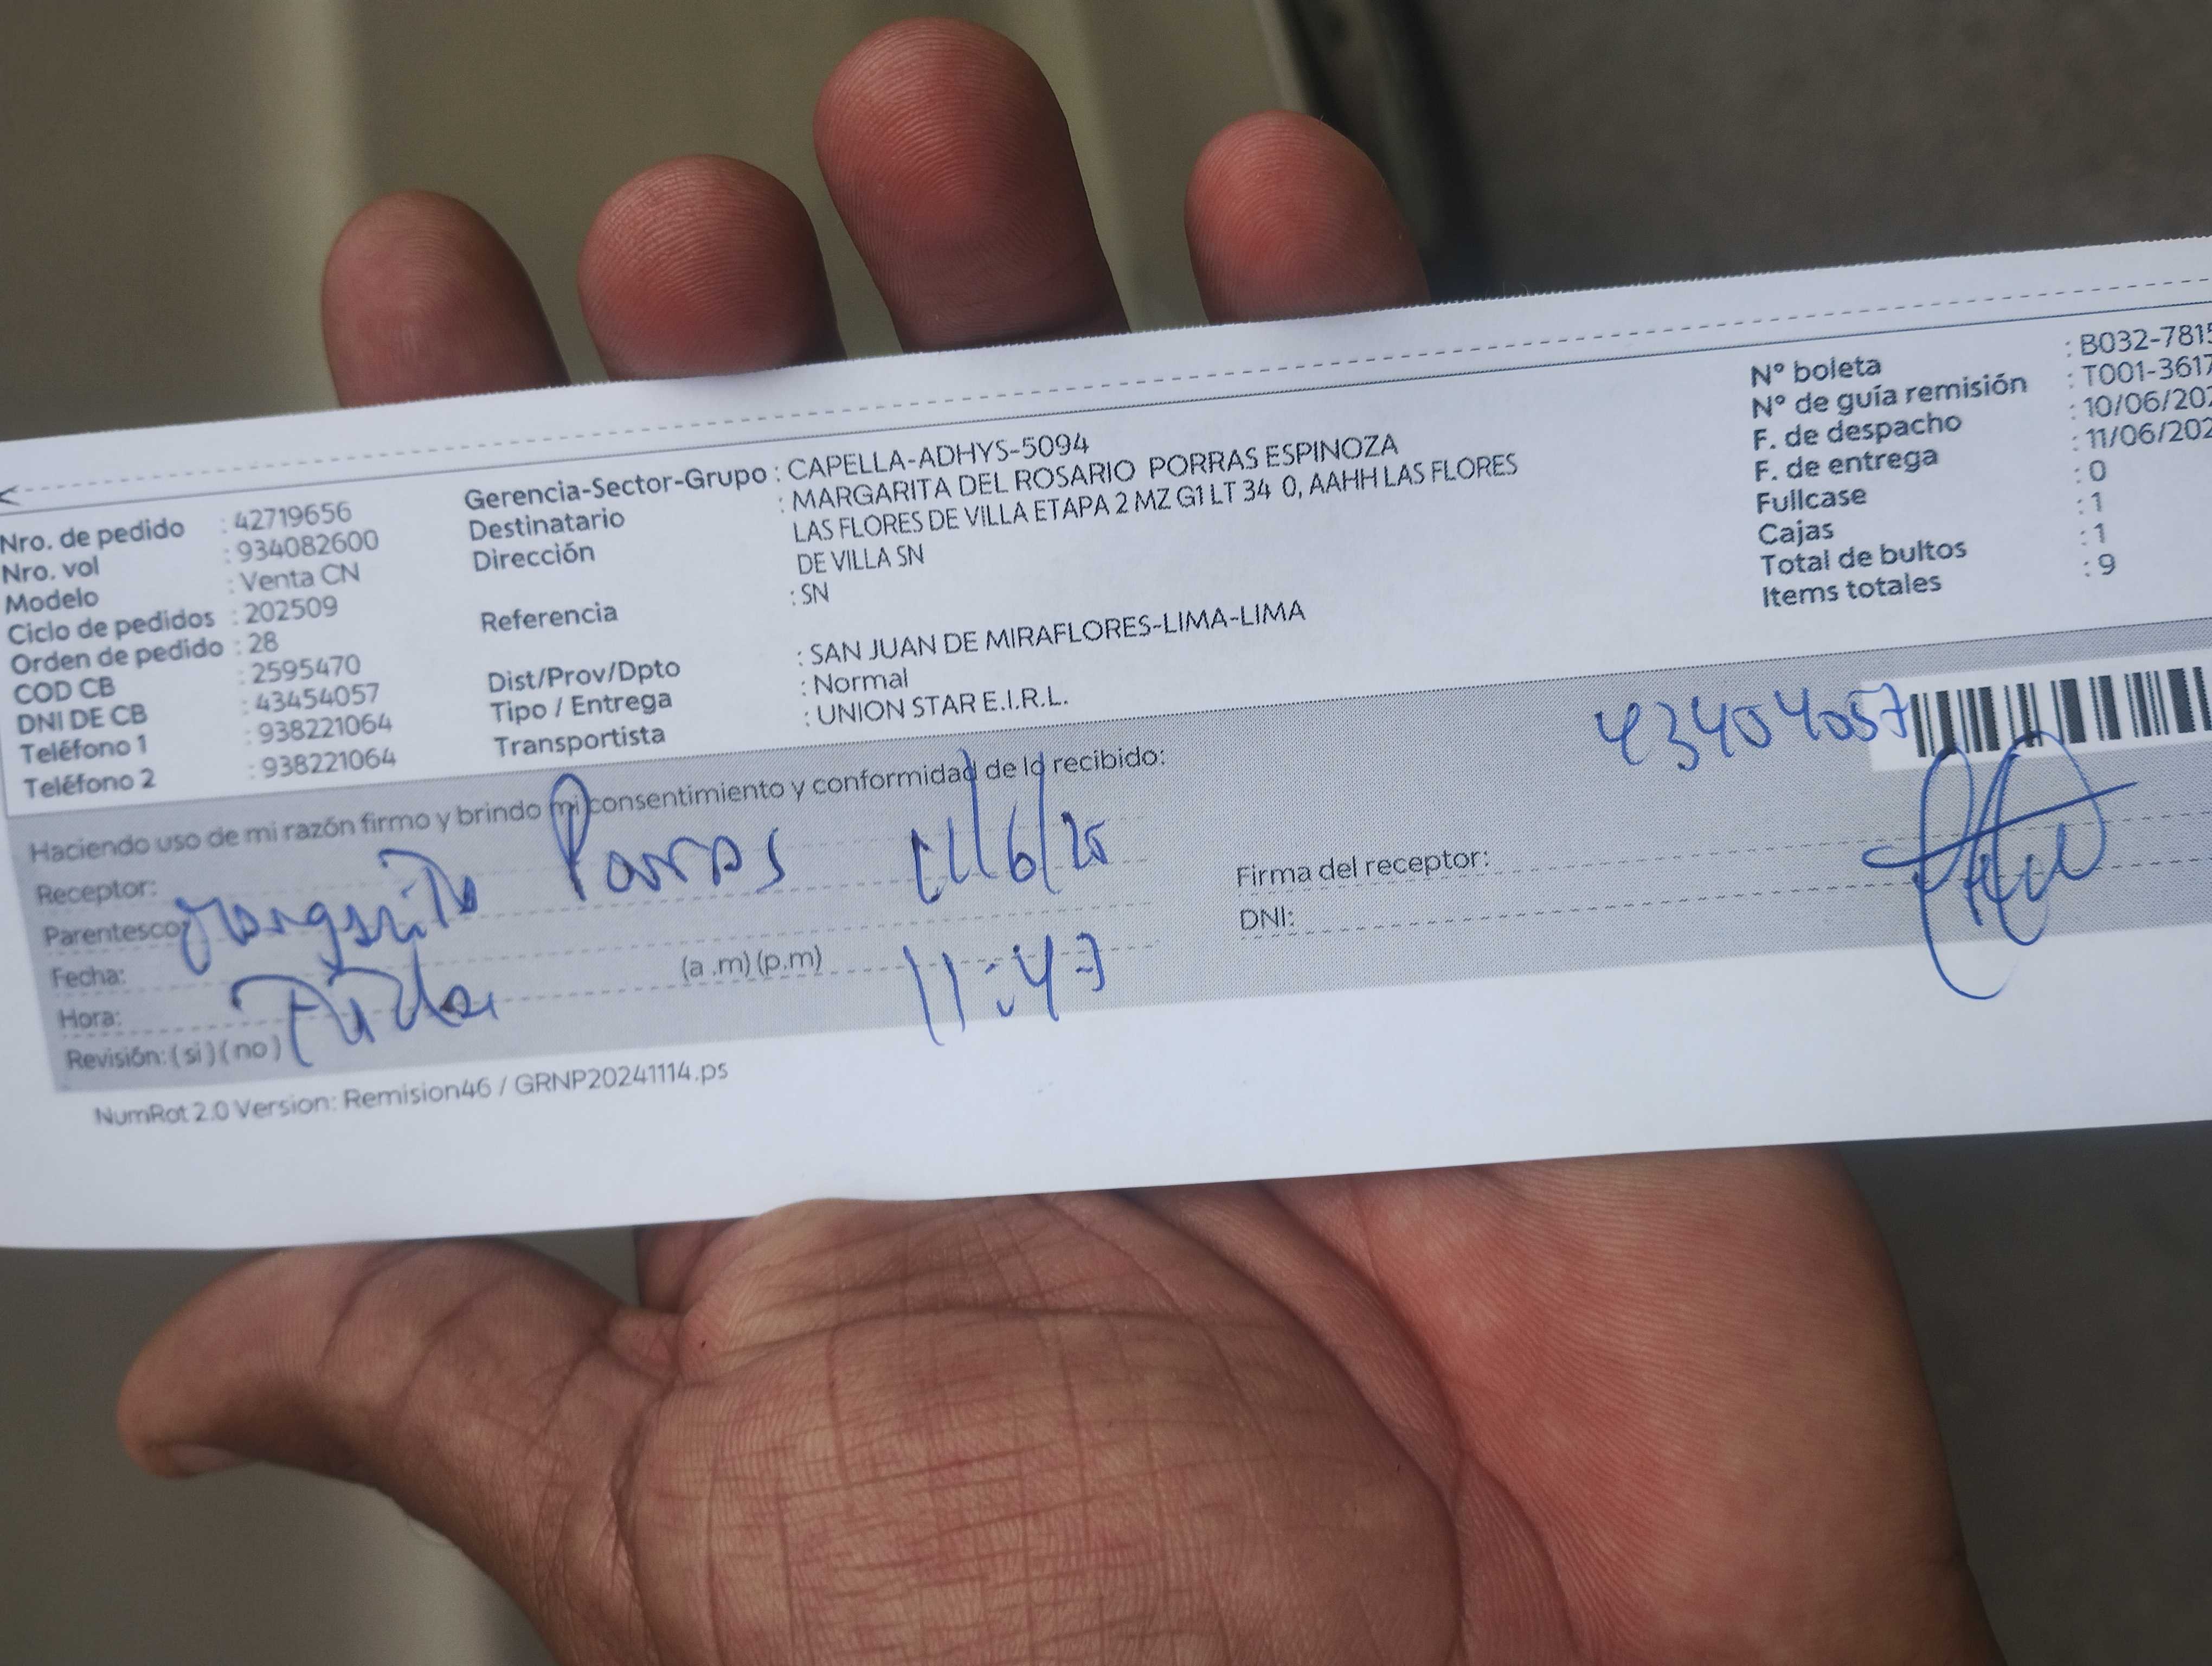 Nro. de pedido : 42719656
Nro. vol : 934082600
Modelo : Venta CN
Ciclo de pedidos : 202509
Orden de pedido : 28
COD CB : 2595470
DNI DE CB : 43454057
Teléfono 1 : 938221064
Teléfono 2 : 938221064
Gerencia-Sector-Grupo : CAPELLA-ADHYS-5094
Destinatario : MARGARITA DEL ROSARIO PORRAS ESPINOZA
Dirección LAS FLORES DE VILLA ETAPA 2 MZ G1 LT 34 0, AAHH LAS FLORES
DE VILLA SN
Referencia : SN
Dist/Prov/Dpto : SAN JUAN DE MIRAFLORES-LIMA-LIMA
Tipo / Entrega : Normal
Transportista : UNION STAR E.I.R.L.
N° boleta : B032-7815
N° de guía remisión : T001-3617
F. de despacho : 10/06/202
F. de entrega : 11/06/202
Fullcase : 0
Cajas : 1
Total de bultos : 1
Items totales : 9
Haciendo uso de mi razón firmo y brindo mi consentimiento y conformidad de lo recibido:
Receptor:
Parentesco:
Margarita Porras 11/6/25
Fecha:
Hora: (a .m) (p.m) 11:43
Revisión: ( si ) ( no )
Firma del receptor:
DNI:
NumRot 2.0 Version: Remision46 / GRNP20241114.ps